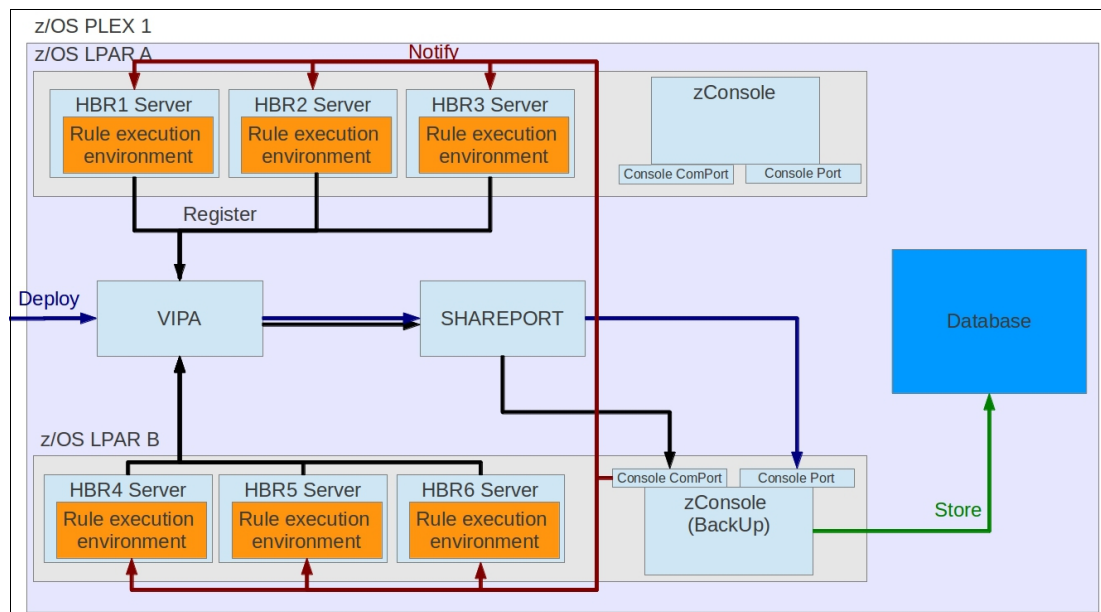 z/OS PLEX 1
z/OS LPAR A
Notify
HBR1 Server
Rule execution
environment
HBR2 Server
Rule execution
environment
HBR3 Server
Rule execution
environment
zConsole
Console ComPort
Console Port
Register
Deploy
VIPA
SHAREPORT
Database
z/OS LPAR B
HBR4 Server
Rule execution
environment
HBR5 Server
Rule execution
environment
HBR6 Server
Rule execution
environment
Console ComPort
Console Port
zConsole
(BackUp)
Store